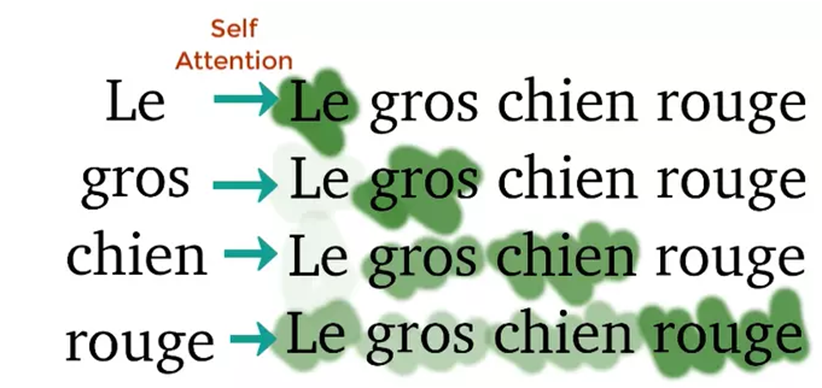 Self
Attention
Le → Le gros chien rouge
gros → Le gros chien rouge
chien → Le gros chien rouge
rouge → Le gros chien rouge